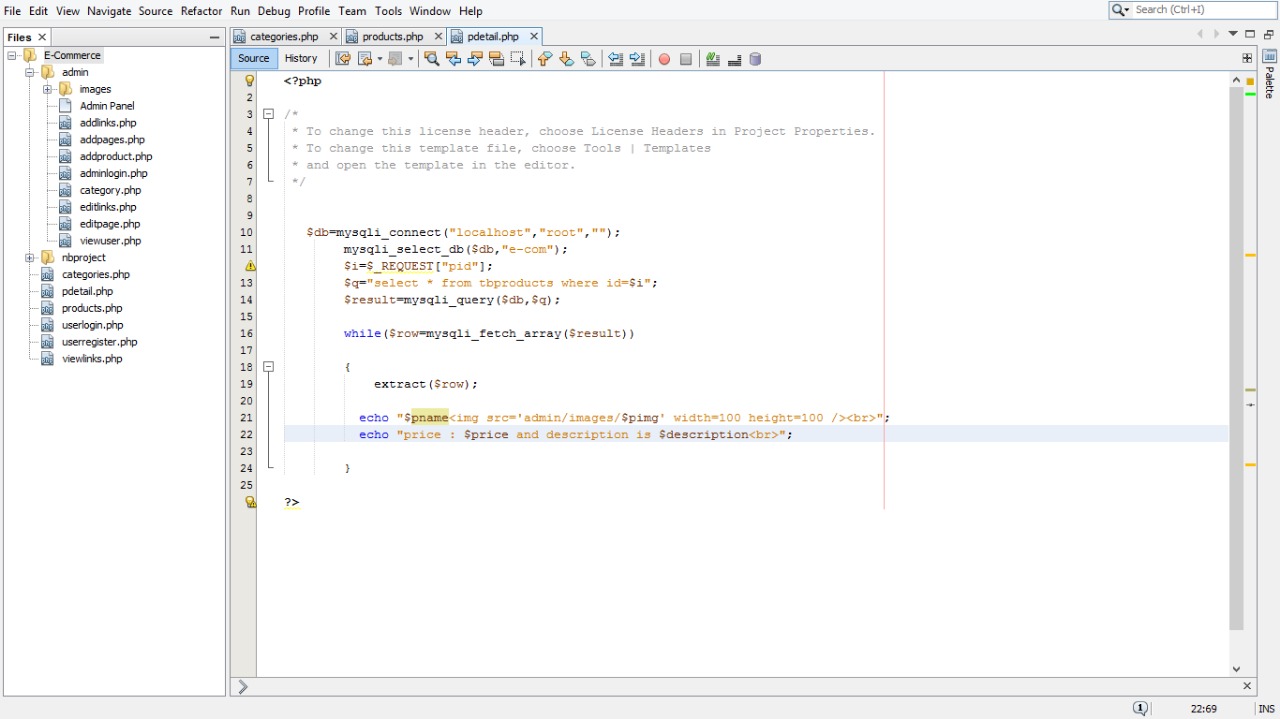 File Edit View Navigate Source Refactor Run Debug Profile Team Tools Window Help
Search (Ctrl+I)
Files
E-Commerce
admin
images
Admin Panel
addlinks.php
addpages.php
addproduct.php
adminlogin.php
category.php
editlinks.php
editpage.php
viewuser.php
nbproject
categories.php
pdetail.php
products.php
userlogin.php
userregister.php
viewlinks.php
categories.php products.php pdetail.php
Source History
<?php
2
3 /*
4 * To change this license header, choose License Headers in Project Properties.
5 * To change this template file, choose Tools | Templates
6 * and open the template in the editor.
7 */
8
9
10 $db=mysqli_connect("localhost","root","");
11 mysqli_select_db($db,"e-com");
$i=$_REQUEST["pid"];
13 $q="select * from tbproducts where id=$i";
14 $result=mysqli_query($db,$q);
15
16 while($row=mysqli_fetch_array($result))
17
18 {
19 extract($row);
20
21 echo "$pname<img src='admin/images/$pimg' width=100 height=100 /><br>";
22 echo "price : $price and description is $description<br>";
23
24 }
25
?>
Palette
1
22:69
INS